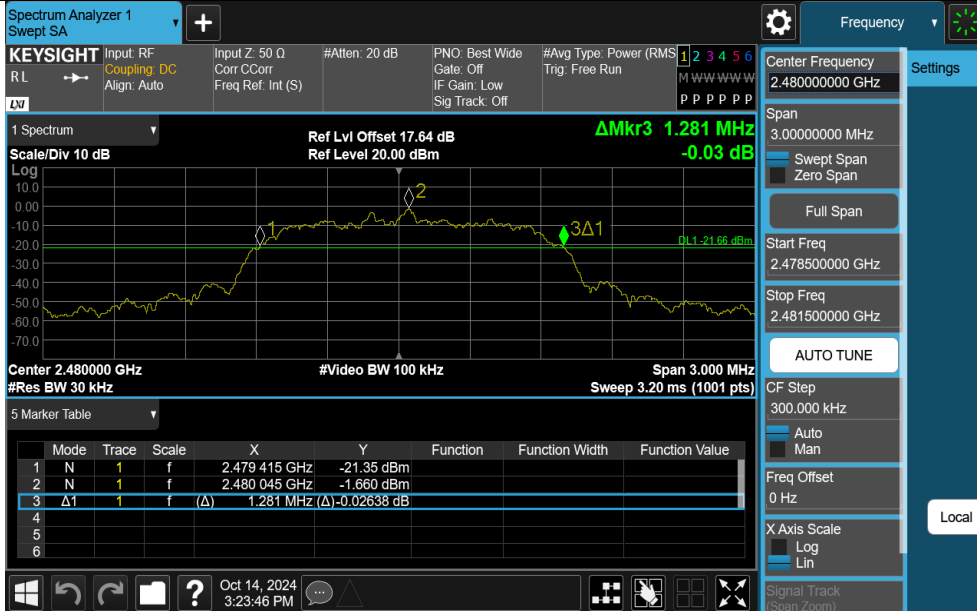 Spectrum Analyzer 1
Swept SA
+
Frequency
KEYSIGHT
RL
LXI
Input: RF
Coupling: DC
Align: Auto
Input Z: 50 Ω
Corr CCorr
Freq Ref: Int (S)
#Atten: 20 dB
PNO: Best Wide
Gate: Off
IF Gain: Low
Sig Track: Off
#Avg Type: Power (RMS
Trig: Free Run
1 2 3 4 5 6
M W W W W W
P P P P P P
1 Spectrum
Scale/Div 10 dB
Ref Lvl Offset 17.64 dB
Ref Level 20.00 dBm
ΔMkr3 1.281 MHz
-0.03 dB
Log
10.0
0.00
-10.0
-20.0
-30.0
-40.0
-50.0
-60.0
-70.0
1
2
3Δ1
DL1 -21.66 dBm
Center 2.480000 GHz
#Res BW 30 kHz
#Video BW 100 kHz
Span 3.000 MHz
Sweep 3.20 ms (1001 pts)
5 Marker Table
Mode Trace Scale X Y Function Function Width Function Value
1 N 1 f 2.479 415 GHz -21.35 dBm
2 N 1 f 2.480 045 GHz -1.660 dBm
3 Δ1 1 f (Δ) 1.281 MHz (Δ) -0.02638 dB
4
5
6
?
Oct 14, 2024
3:23:46 PM
Center Frequency
2.480000000 GHz
Span
3.00000000 MHz
Swept Span
Zero Span
Full Span
Start Freq
2.478500000 GHz
Stop Freq
2.481500000 GHz
AUTO TUNE
CF Step
300.000 kHz
Auto
Man
Freq Offset
0 Hz
X Axis Scale
Log
Lin
Signal Track
(Span Zoom)
Settings
Local